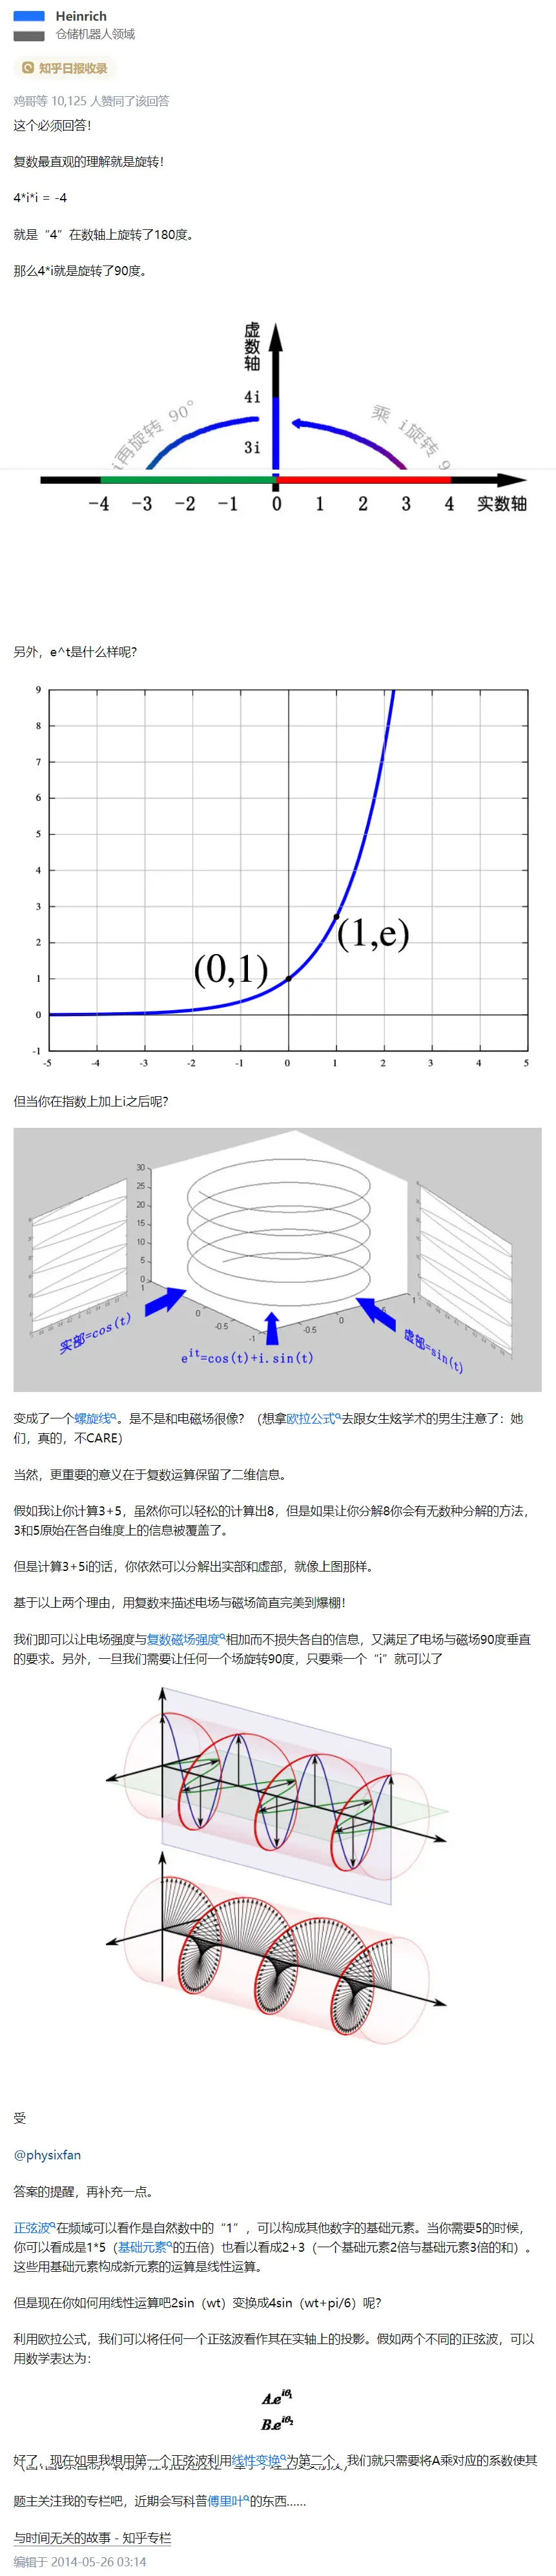 Heinrich
仓储机器人领域
知乎日报收录
鸡哥等 10,125 人赞同了该回答
这个必须回答！
复数最直观的理解就是旋转！
4*i*i = -4
就是“4”在数轴上旋转了180度。
那么4*i就是旋转了90度。
虚数轴
4i
3i
i再旋转 90°
乘 i旋转 9
-4 -3 -2 -1 0 1 2 3 4 实数轴
另外，e^t是什么样呢？
9
8
7
6
5
4
3
2
1
0
-1
(1,e)
(0,1)
-5 -4 -3 -2 -1 0 1 2 3 4 5
但当你在指数上加上i之后呢？
30
25
20
15
10
5
0
1
0
-0.5
-1
-0.5
0
1
实部=cos(t)
e^it=cos(t)+i.sin(t)
虚部=sin(t)
变成了一个螺旋线。是不是和电磁场很像？（想拿欧拉公式去跟女生炫学术的男生注意了：她
们，真的，不CARE）
当然，更重要的意义在于复数运算保留了二维信息。
假如我让你计算3+5，虽然你可以轻松的计算出8，但是如果让你分解8你会有无数种分解的方法，
3和5原始在各自维度上的信息被覆盖了。
但是计算3+5i的话，你依然可以分解出实部和虚部，就像上图那样。
基于以上两个理由，用复数来描述电场与磁场简直完美到爆棚！
我们即可以让电场强度与复数磁场强度相加而不损失各自的信息，又满足了电场与磁场90度垂直
的要求。另外，一旦我们需要让任何一个场旋转90度，只要乘一个“i”就可以了
受
@physixfan
答案的提醒，再补充一点。
正弦波在频域可以看作是自然数中的“1”，可以构成其他数字的基础元素。当你需要5的时候，
你可以看成是1*5（基础元素的五倍）也看以看成2+3（一个基础元素2倍与基础元素3倍的和）。
这些用基础元素构成新元素的运算是线性运算。
但是现在你如何用线性运算吧2sin（wt）变换成4sin（wt+pi/6）呢？
利用欧拉公式，我们可以将任何一个正弦波看作其在实轴上的投影。假如两个不同的正弦波，可以
用数学表达为：
A.e^iθ₁
B.e^iθ₂
好了，现在如果我想用第一个正弦波利用线性变换为第二个，我们就只需要将A乘对应的系数使其
题主关注我的专栏吧，近期会写科普傅里叶的东西......
与时间无关的故事 - 知乎专栏
编辑于 2014-05-26 03:14